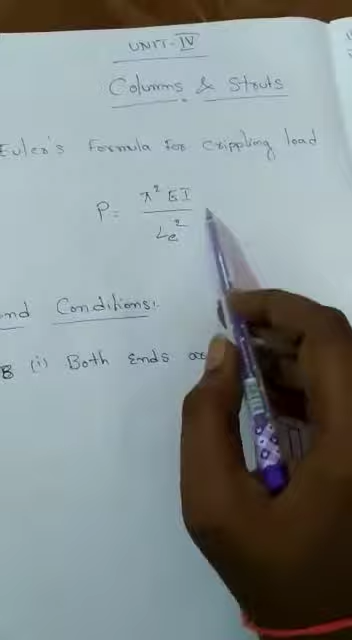 UNIT-IV
Columns & Struts
Euler's Formula for Crippling load
P = π² EI / Le²
End Conditions:
(i) Both Ends